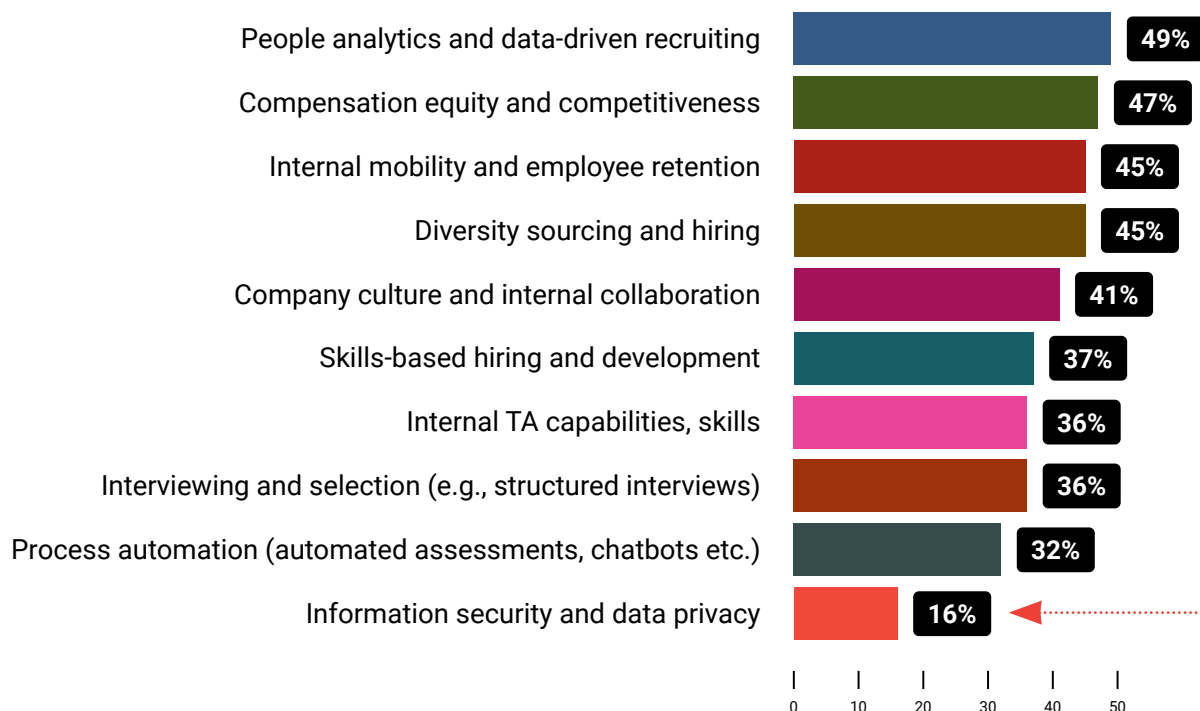 People analytics and data-driven recruiting 49%
Compensation equity and competitiveness 47%
Internal mobility and employee retention 45%
Diversity sourcing and hiring 45%
Company culture and internal collaboration 41%
Skills-based hiring and development 37%
Internal TA capabilities, skills 36%
Interviewing and selection (e.g., structured interviews) 36%
Process automation (automated assessments, chatbots etc.) 32%
Information security and data privacy 16%
0 10 20 30 40 50